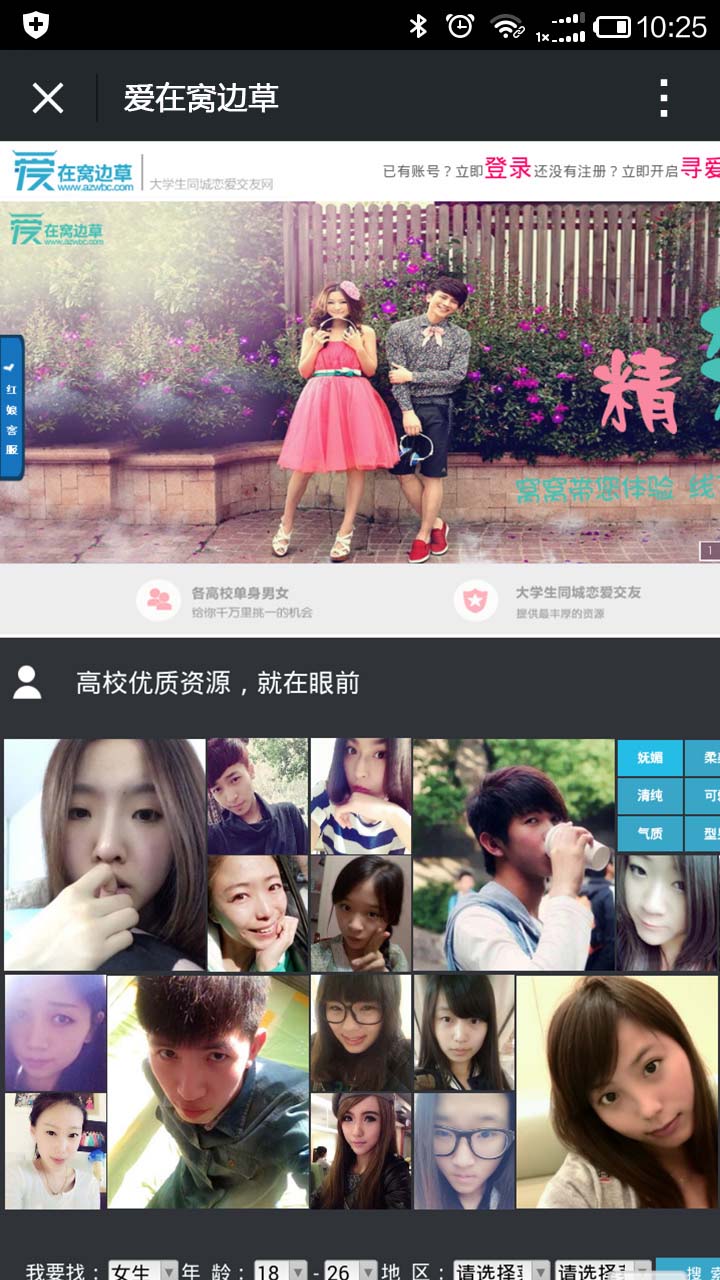 1×
10:25
爱在窝边草
爱在窝边草
www.azwbc.com
大学生同城恋爱交友网
已有账号？立即登录还没有注册？立即开启寻爱
爱在窝边草
www.azwbc.com
红娘客服
精
窝窝带您体验 线
1
各高校单身男女
给你千万里挑一的机会
大学生同城恋爱交友
提供最丰厚的资源
高校优质资源，就在眼前
妩媚
清纯
气质
我要找：女生 年 龄：18 - 26 地 区：
搜 索